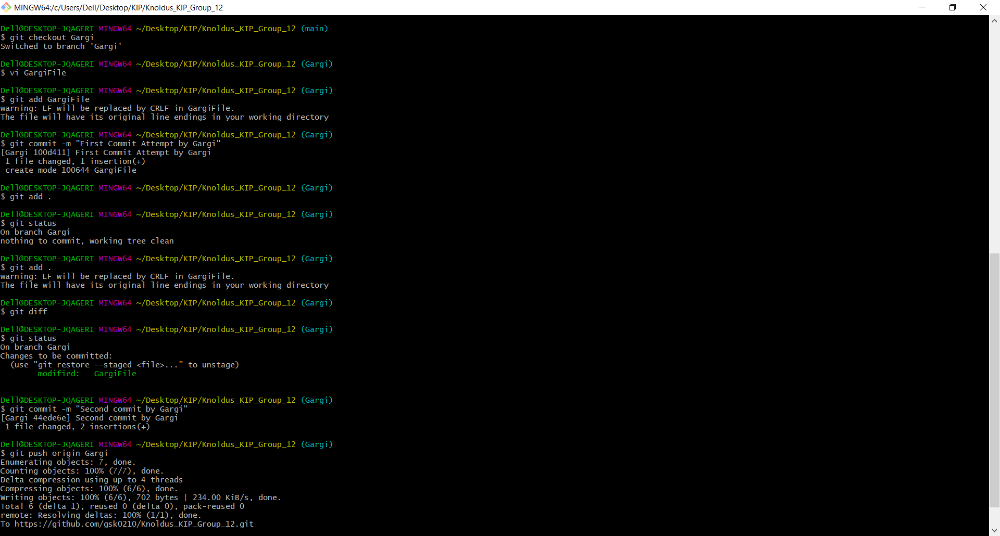 MINGW64:/c/Users/Dell/Desktop/KIP/Knoldus_KIP_Group_12
Dell@DESKTOP-JQAGERI MINGW64 ~/Desktop/KIP/Knoldus_KIP_Group_12 (main)
$ git checkout Gargi
Switched to branch 'Gargi'
Dell@DESKTOP-JQAGERI MINGW64 ~/Desktop/KIP/Knoldus_KIP_Group_12 (Gargi)
$ vi GargiFile
Dell@DESKTOP-JQAGERI MINGW64 ~/Desktop/KIP/Knoldus_KIP_Group_12 (Gargi)
$ git add GargiFile
warning: LF will be replaced by CRLF in GargiFile.
The file will have its original line endings in your working directory
Dell@DESKTOP-JQAGERI MINGW64 ~/Desktop/KIP/Knoldus_KIP_Group_12 (Gargi)
$ git commit -m "First Commit Attempt by Gargi"
[Gargi 100d411] First Commit Attempt by Gargi
 1 file changed, 1 insertion(+)
 create mode 100644 GargiFile
Dell@DESKTOP-JQAGERI MINGW64 ~/Desktop/KIP/Knoldus_KIP_Group_12 (Gargi)
$ git add .
Dell@DESKTOP-JQAGERI MINGW64 ~/Desktop/KIP/Knoldus_KIP_Group_12 (Gargi)
$ git status
On branch Gargi
nothing to commit, working tree clean
Dell@DESKTOP-JQAGERI MINGW64 ~/Desktop/KIP/Knoldus_KIP_Group_12 (Gargi)
$ git add .
warning: LF will be replaced by CRLF in GargiFile.
The file will have its original line endings in your working directory
Dell@DESKTOP-JQAGERI MINGW64 ~/Desktop/KIP/Knoldus_KIP_Group_12 (Gargi)
$ git diff
Dell@DESKTOP-JQAGERI MINGW64 ~/Desktop/KIP/Knoldus_KIP_Group_12 (Gargi)
$ git status
On branch Gargi
Changes to be committed:
  (use "git restore --staged <file>..." to unstage)
        modified:   GargiFile
Dell@DESKTOP-JQAGERI MINGW64 ~/Desktop/KIP/Knoldus_KIP_Group_12 (Gargi)
$ git commit -m "Second commit by Gargi"
[Gargi 44ede6e] Second commit by Gargi
 1 file changed, 2 insertions(+)
Dell@DESKTOP-JQAGERI MINGW64 ~/Desktop/KIP/Knoldus_KIP_Group_12 (Gargi)
$ git push origin Gargi
Enumerating objects: 7, done.
Counting objects: 100% (7/7), done.
Delta compression using up to 4 threads
Compressing objects: 100% (6/6), done.
Writing objects: 100% (6/6), 702 bytes | 234.00 KiB/s, done.
Total 6 (delta 1), reused 0 (delta 0), pack-reused 0
remote: Resolving deltas: 100% (1/1), done.
To https://github.com/gsk0210/Knoldus_KIP_Group_12.git